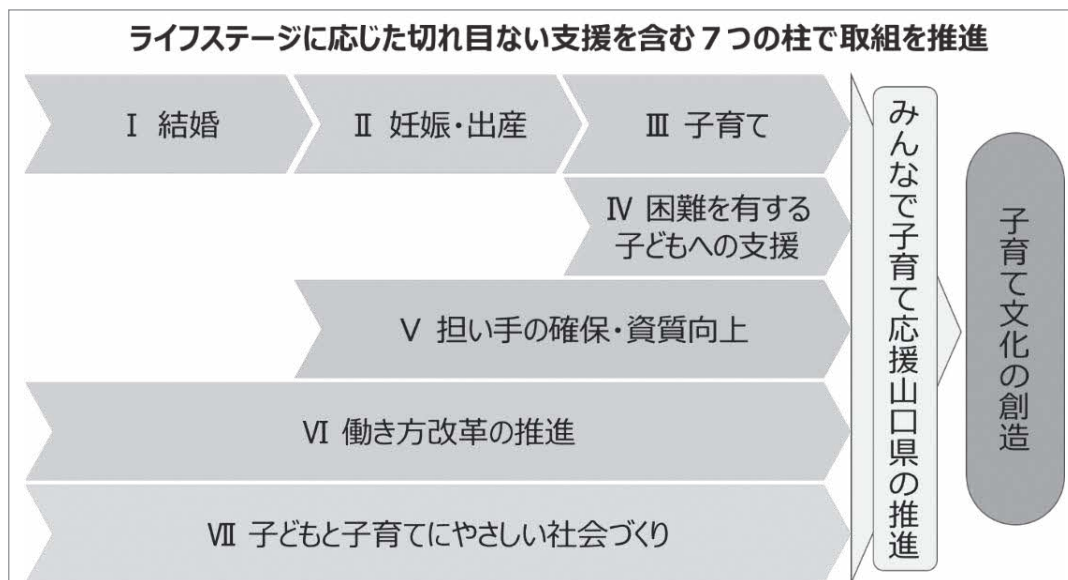 ライフステージに応じた切れ目ない支援を含む７つの柱で取組を推進
Ⅰ 結婚
Ⅱ 妊娠・出産
Ⅲ 子育て
Ⅳ 困難を有する
子どもへの支援
Ⅴ 担い手の確保・資質向上
Ⅵ 働き方改革の推進
Ⅶ 子どもと子育てにやさしい社会づくり
みんなで子育て応援山口県の推進
子育て文化の創造